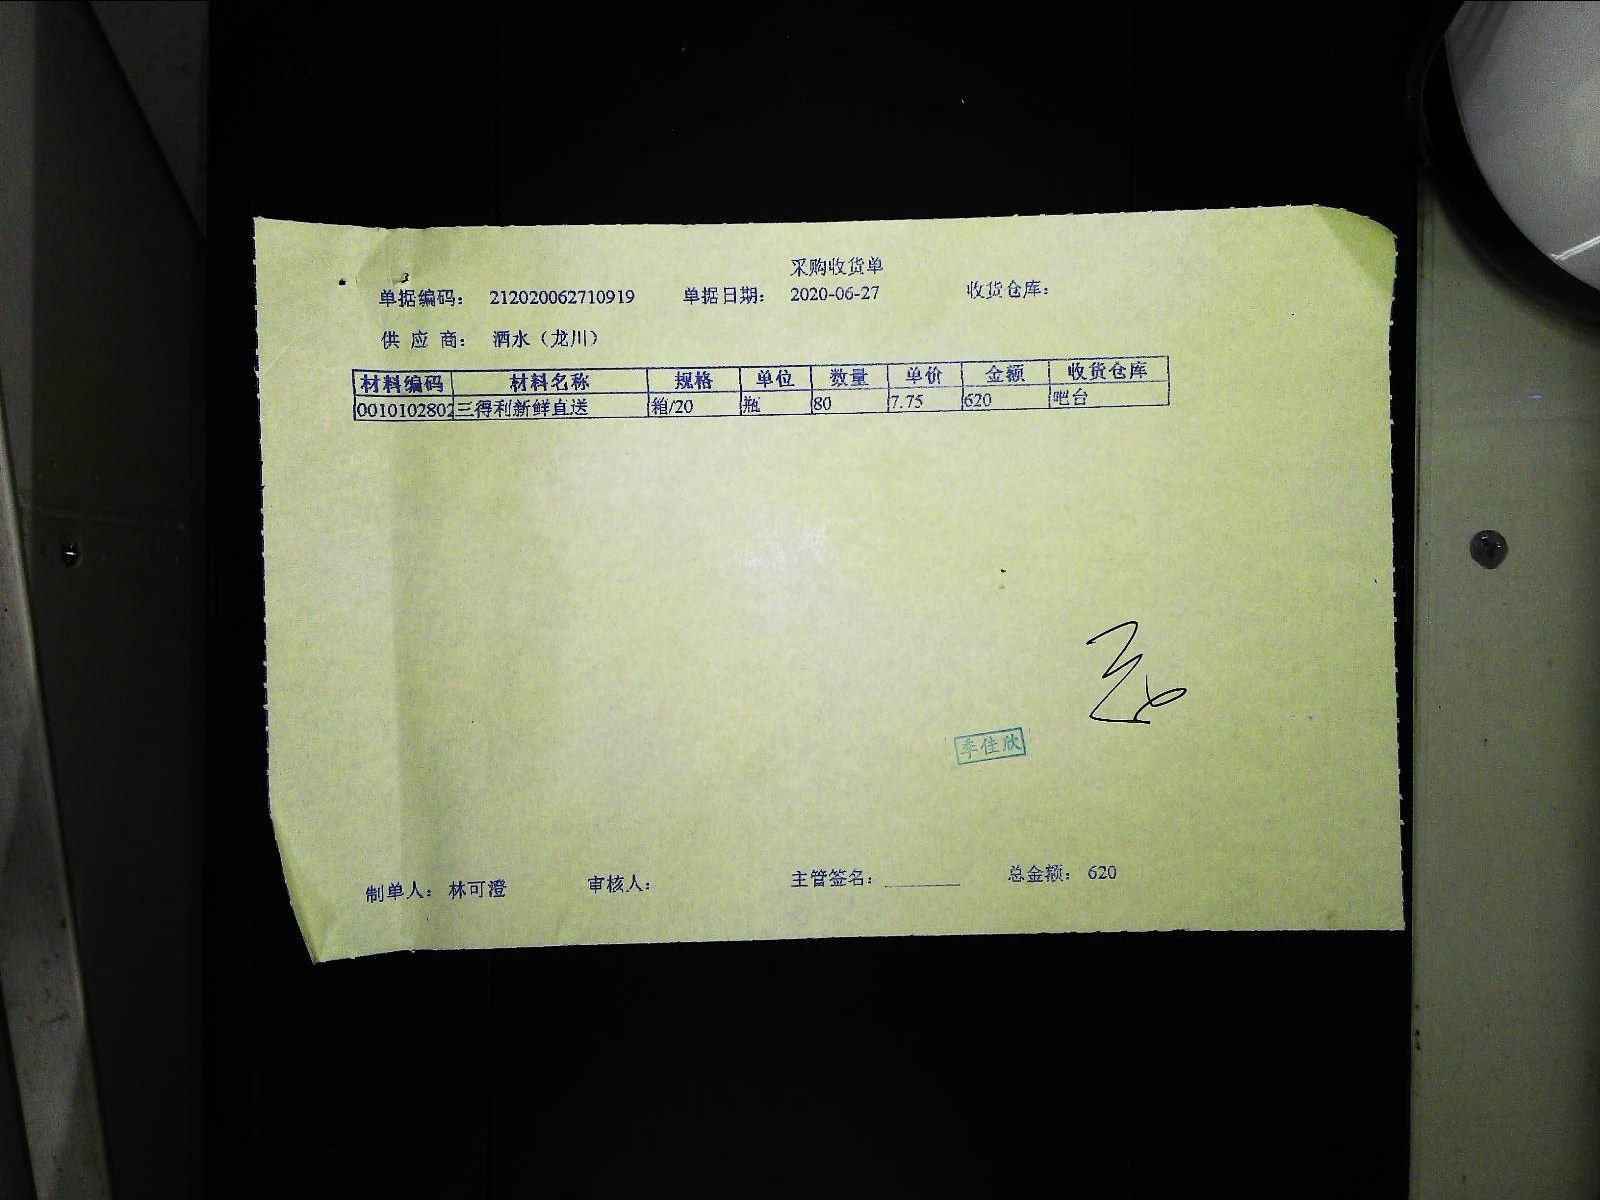 采购收货单
单据编码： 212020062710919 单据日期： 2020-06-27 收货仓库：
供 应 商： 酒水（龙川）
材料编码 材料名称 规格 单位 数量 单价 金额 收货仓库
0010102802 三得利新鲜直送 箱/20 瓶 80 7.75 620 吧台
季佳欣
制单人： 林可澄 审核人： 主管签名： 总金额： 620